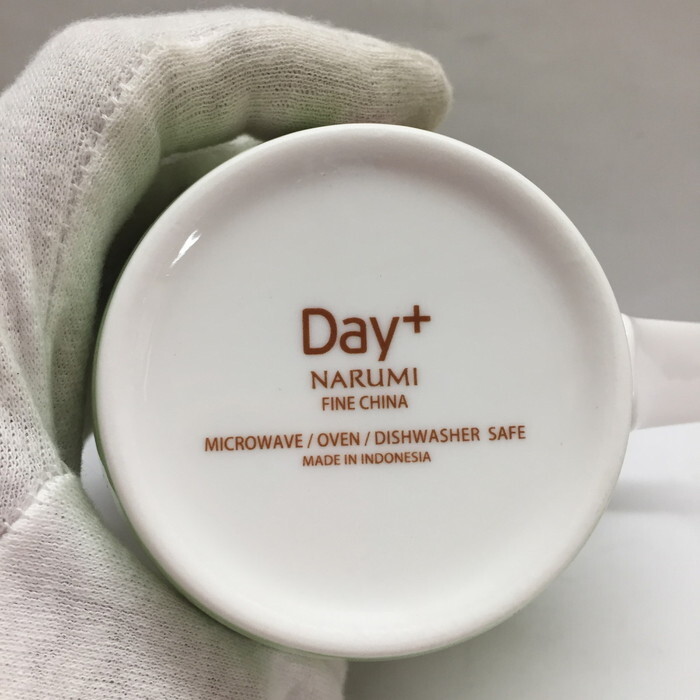 Day+
NARUMI
FINE CHINA
MICROWAVE / OVEN / DISHWASHER SAFE
MADE IN INDONESIA